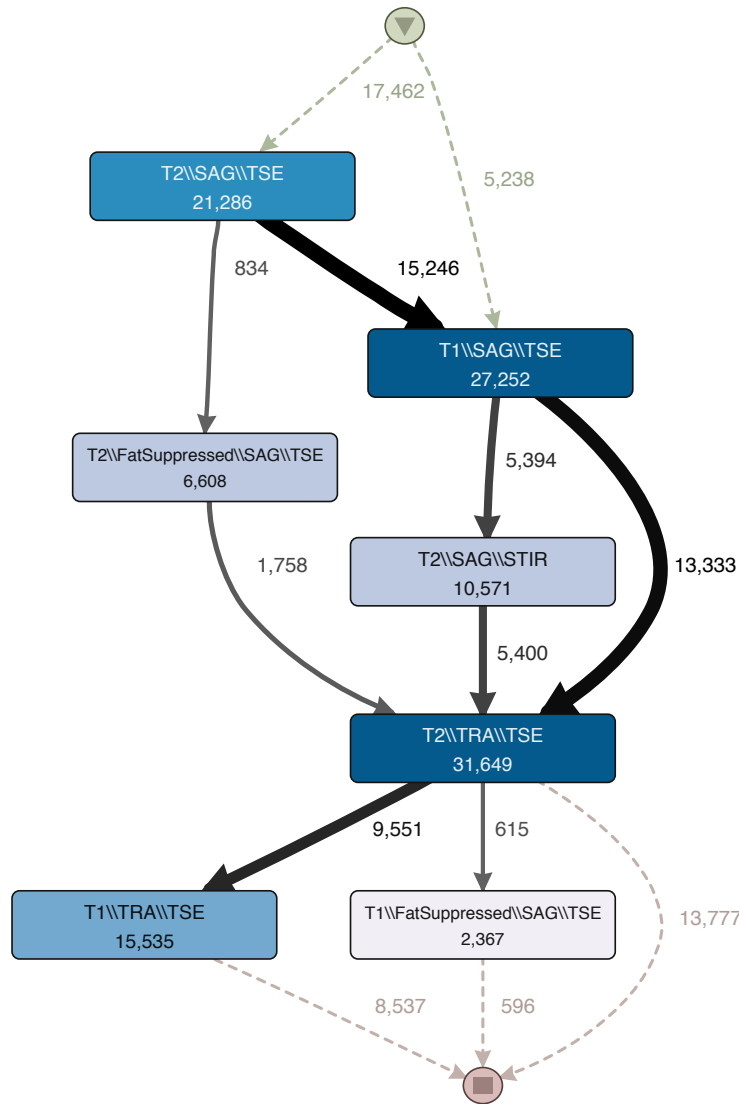 17,462
5,238
T2\\SAG\\TSE
21,286
834
15,246
T1\\SAG\\TSE
27,252
T2\\FatSuppressed\\SAG\\TSE
6,608
5,394
1,758
T2\\SAG\\STIR
10,571
13,333
5,400
T2\\TRA\\TSE
31,649
9,551
615
T1\\TRA\\TSE
15,535
T1\\FatSuppressed\\SAG\\TSE
2,367
13,777
8,537
596